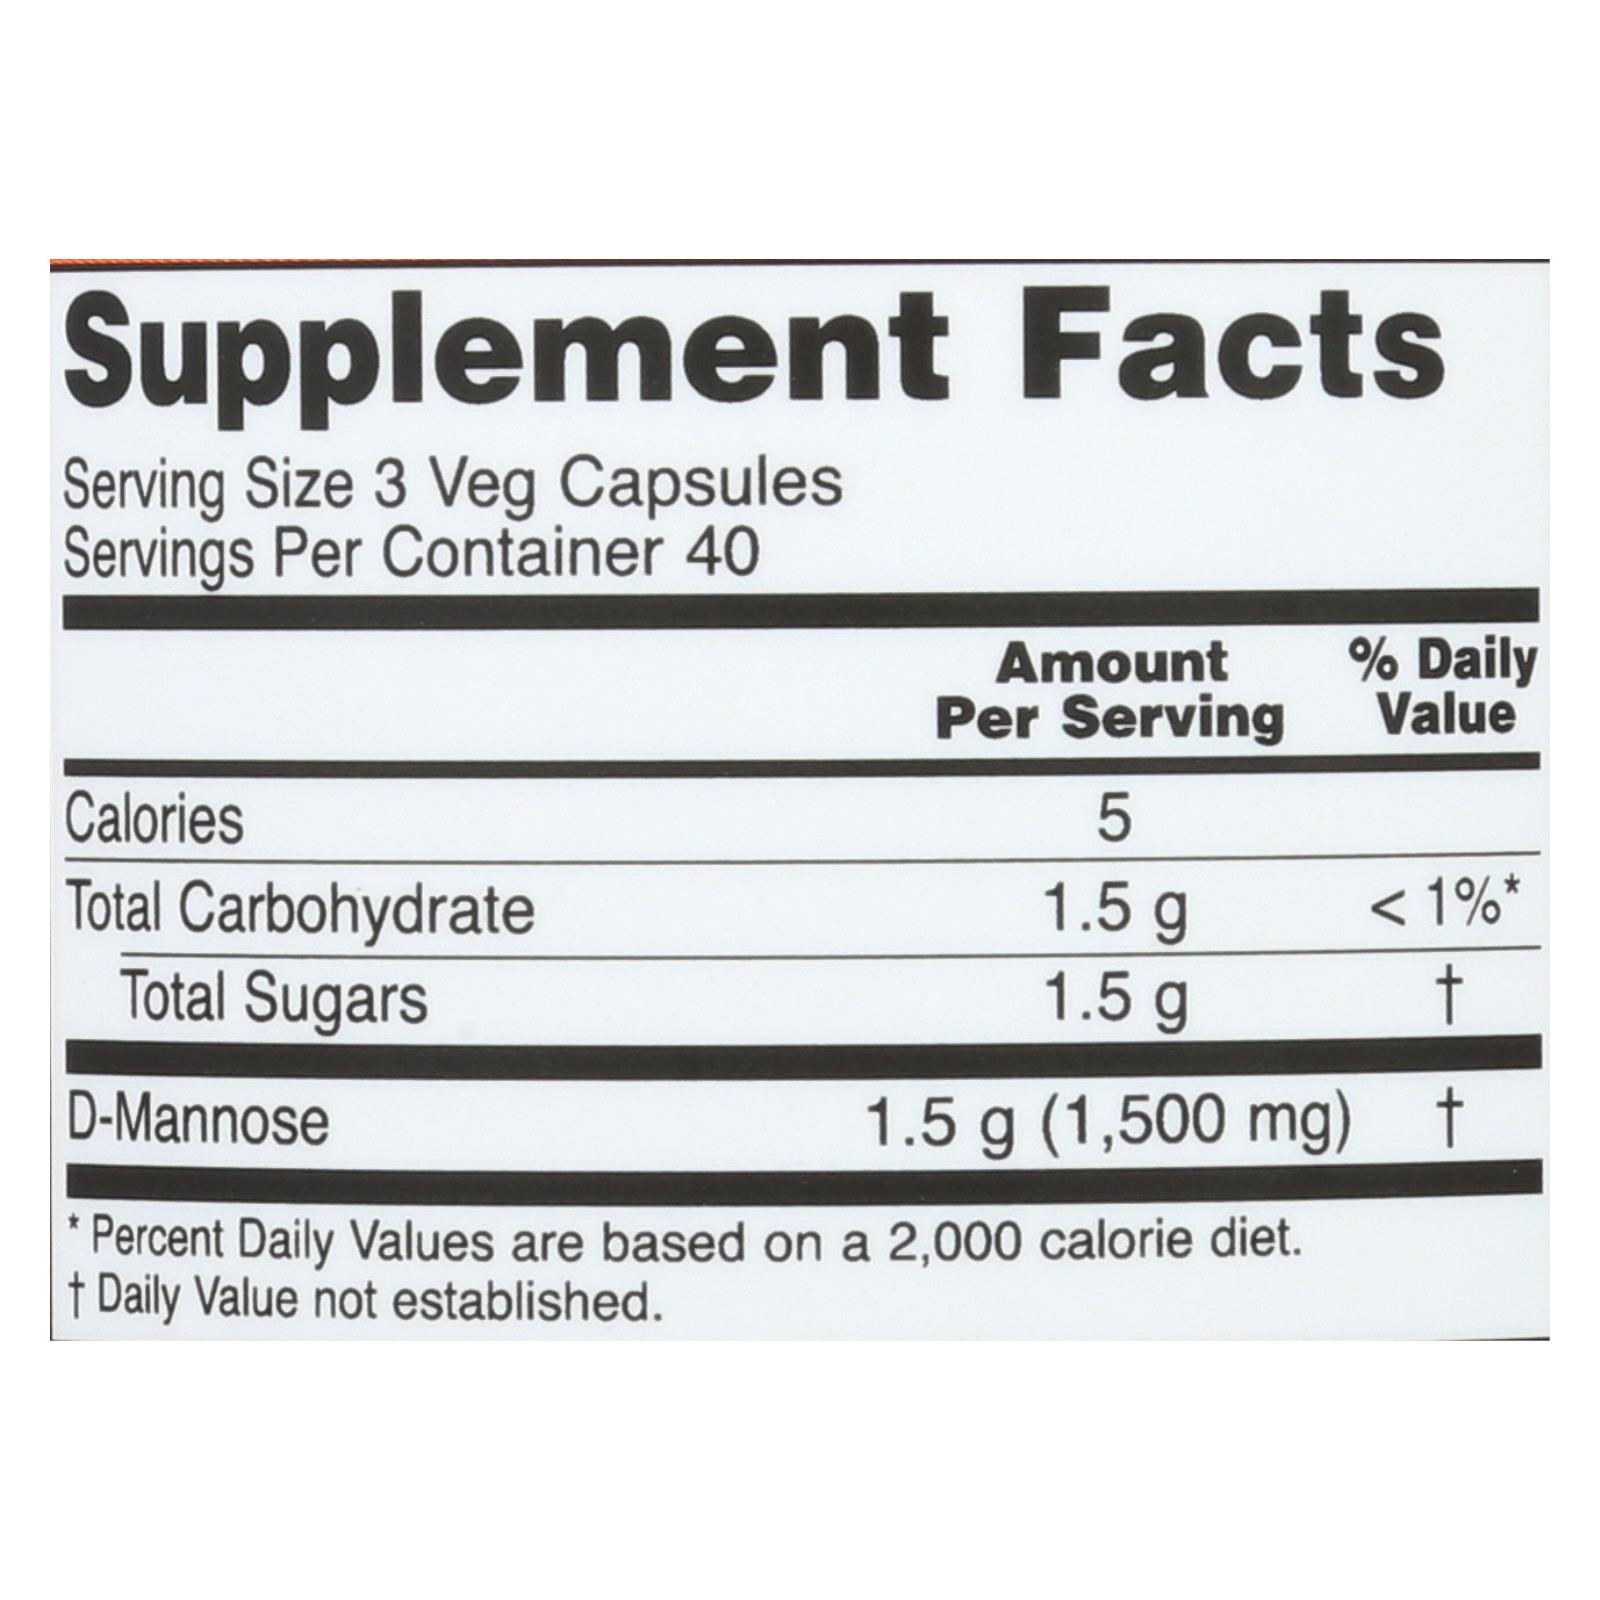 Supplement Facts
Serving Size 3 Veg Capsules
Servings Per Container 40
Amount Per Serving % Daily Value
Calories 5
Total Carbohydrate 1.5 g < 1%*
Total Sugars 1.5 g †
D-Mannose 1.5 g (1,500 mg) †
* Percent Daily Values are based on a 2,000 calorie diet.
† Daily Value not established.